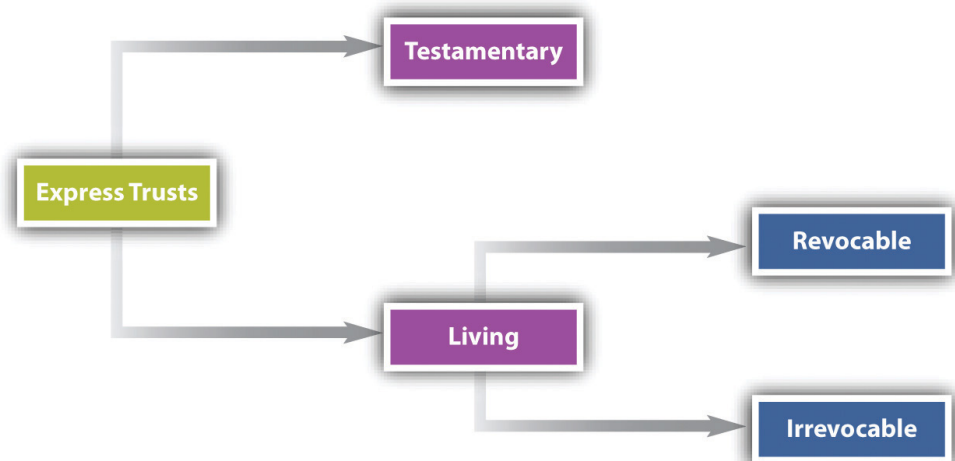 Testamentary
Express Trusts
Revocable
Living
Irrevocable